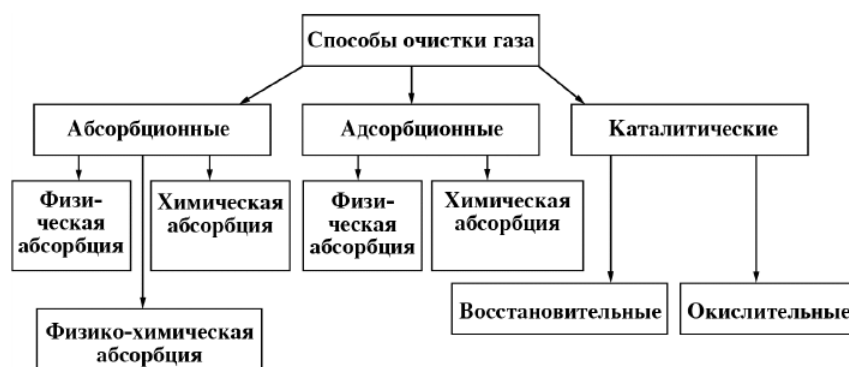 Способы очистки газа
Абсорбционные
Адсорбционные
Каталитические
Физи-
ческая
абсорбция
Химическая
абсорбция
Физи-
ческая
абсорбция
Химическая
абсорбция
Восстановительные
Окислительные
Физико-химическая
абсорбция